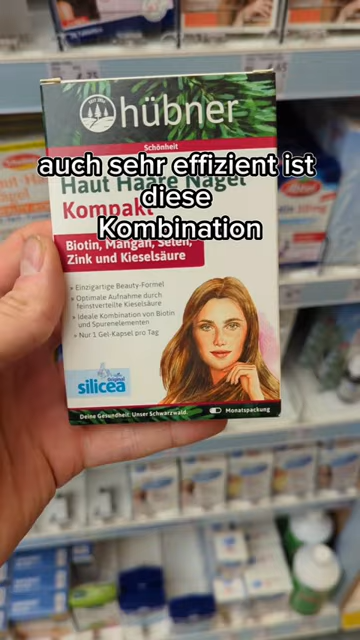 hübner
Schönheit
auch sehr effizient ist
diese
Kombination
Haut Haare Nägel
Kompakt
Biotin, Mangan, Selen,
Zink und Kieselsäure
Einzigartige Beauty-Formel
Optimale Aufnahme durch
feinstverteilte Kieselsäure
Ideale Kombination von Biotin
und Spurenelementen
Nur 1 Gel-Kapsel pro Tag
Original
silicea
Deine Gesundheit. Unser Schwarzwald.
Monatspackung